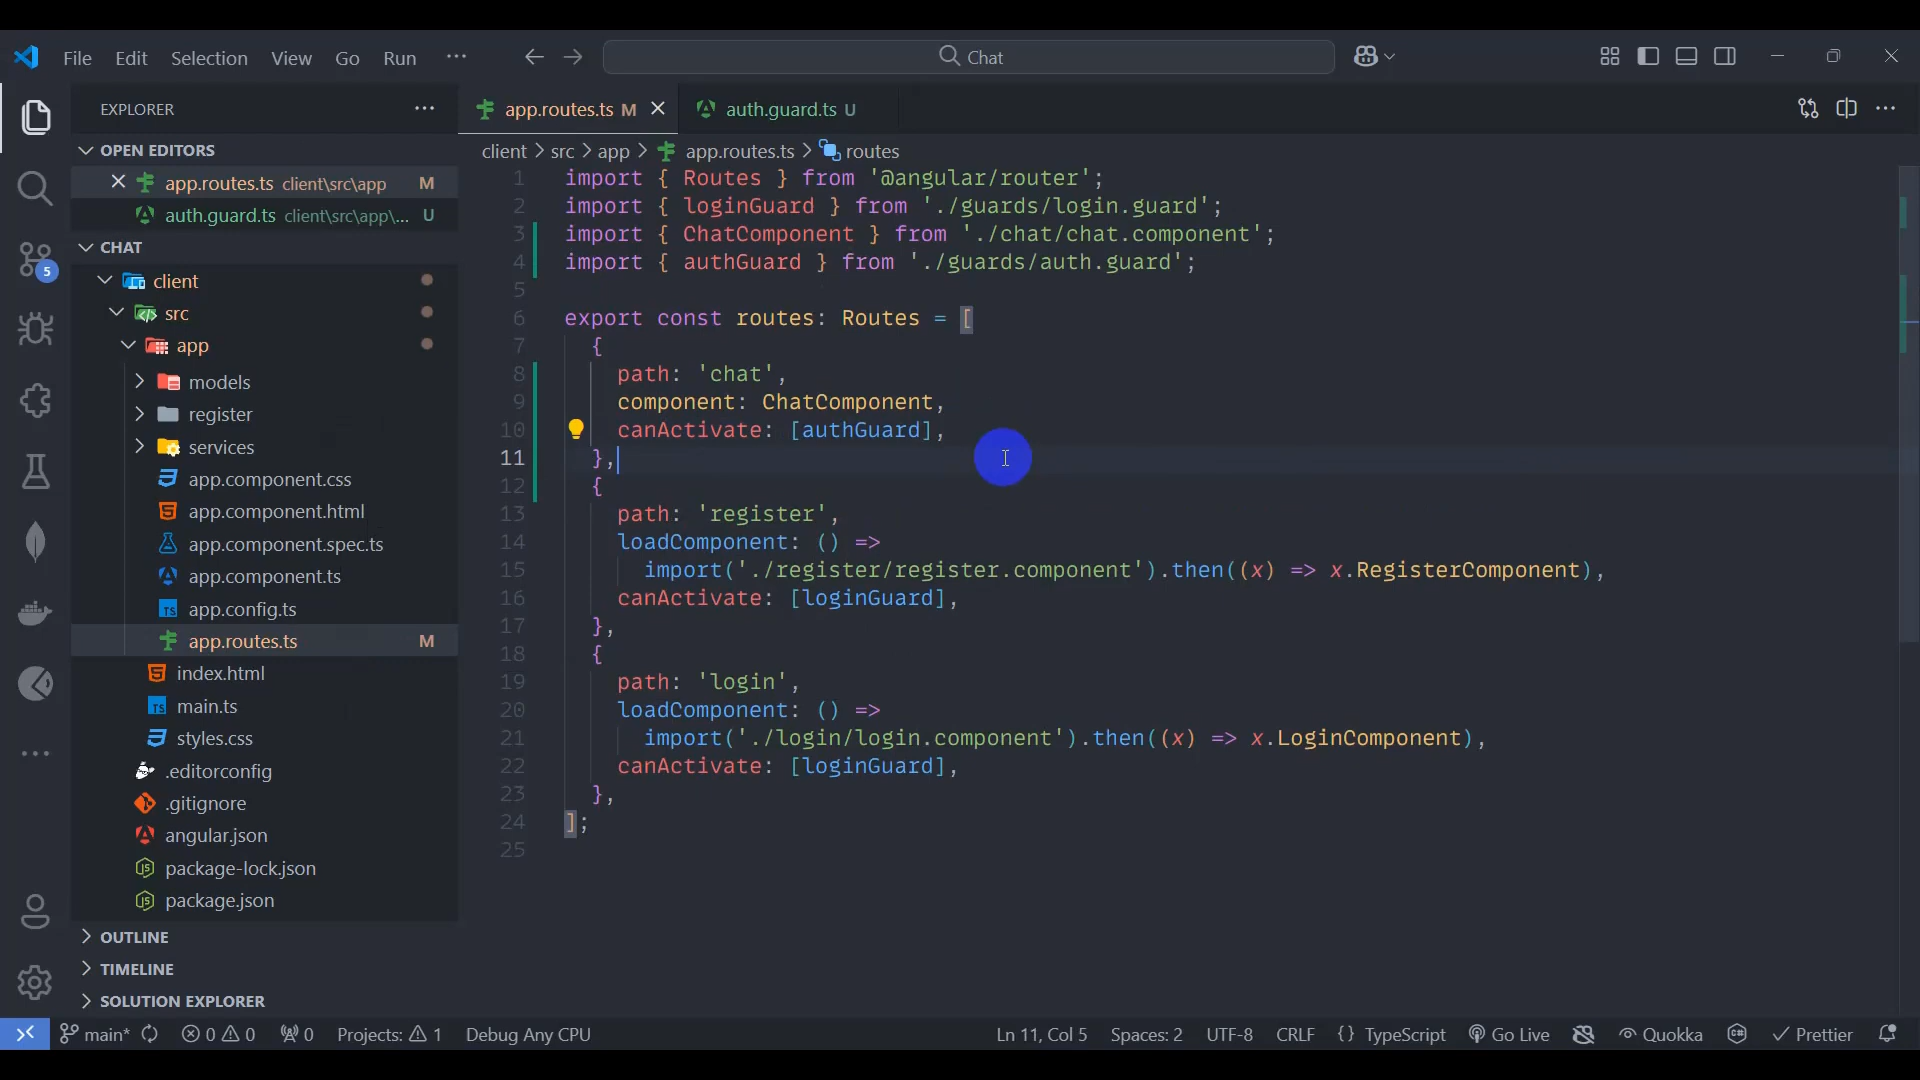 File Edit Selection View Go Run ··· Chat
EXPLORER ···
OPEN EDITORS
app.routes.ts client\src\app M
auth.guard.ts client\src\app\... U
CHAT
client
src
app
models
register
services
app.component.css
app.component.html
app.component.spec.ts
TS app.component.ts
TS app.config.ts
app.routes.ts M
index.html
TS main.ts
styles.css
.editorconfig
.gitignore
angular.json
JS package-lock.json
JS package.json
OUTLINE
TIMELINE
SOLUTION EXPLORER
5
app.routes.ts M auth.guard.ts U
client > src > app > app.routes.ts > routes
1 import { Routes } from '@angular/router';
2 import { loginGuard } from './guards/login.guard';
3 import { ChatComponent } from './chat/chat.component';
4 import { authGuard } from './guards/auth.guard';
5
6 export const routes: Routes = [
7 {
8 path: 'chat',
9 component: ChatComponent,
10 canActivate: [authGuard],
11 },
12 {
13 path: 'register',
14 loadComponent: () =>
15 import('./register/register.component').then((x) => x.RegisterComponent),
16 canActivate: [loginGuard],
17 },
18 {
19 path: 'login',
20 loadComponent: () =>
21 import('./login/login.component').then((x) => x.LoginComponent),
22 canActivate: [loginGuard],
23 },
24 ];
25
main* 0 0 0 Projects: 1 Debug Any CPU Ln 11, Col 5 Spaces: 2 UTF-8 CRLF {} TypeScript Go Live Quokka Prettier